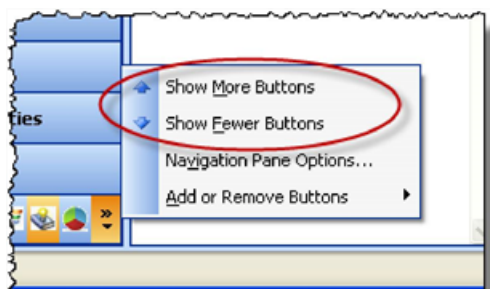 Show More Buttons
ties
Show Fewer Buttons
Navigation Pane Options...
Add or Remove Buttons